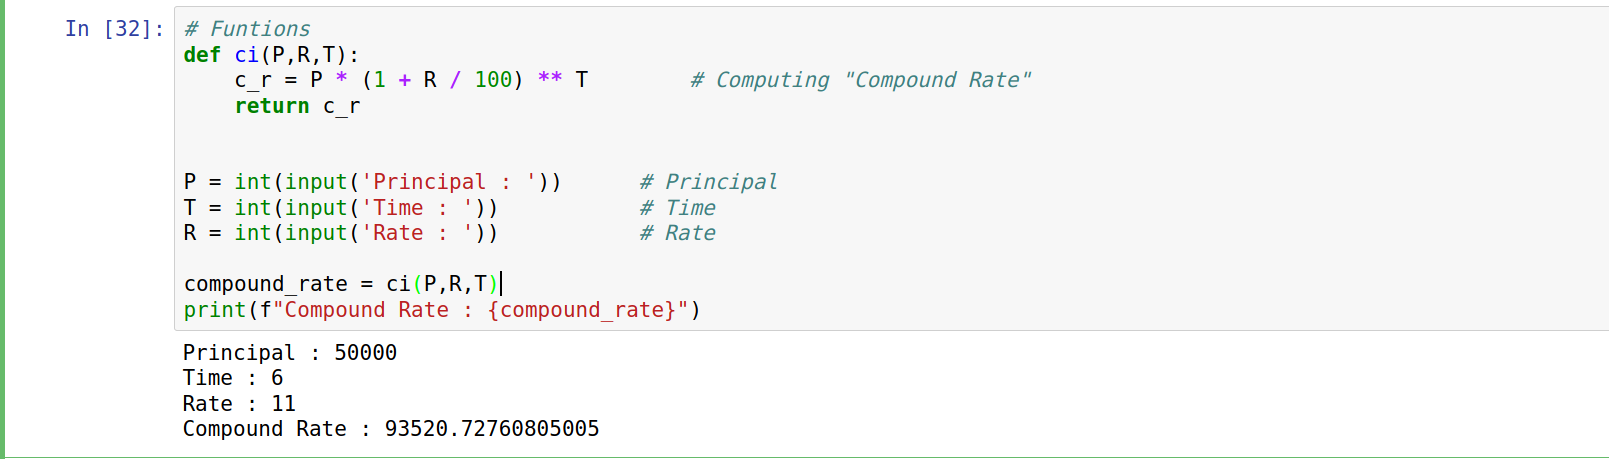 In [32]:
# Funtions
def ci(P,R,T):
    c_r = P * (1 + R / 100) ** T        # Computing "Compound Rate"
    return c_r
P = int(input('Principal : '))      # Principal
T = int(input('Time : '))           # Time
R = int(input('Rate : '))           # Rate
compound_rate = ci(P,R,T)
print(f"Compound Rate : {compound_rate}")
Principal : 50000
Time : 6
Rate : 11
Compound Rate : 93520.72760805005